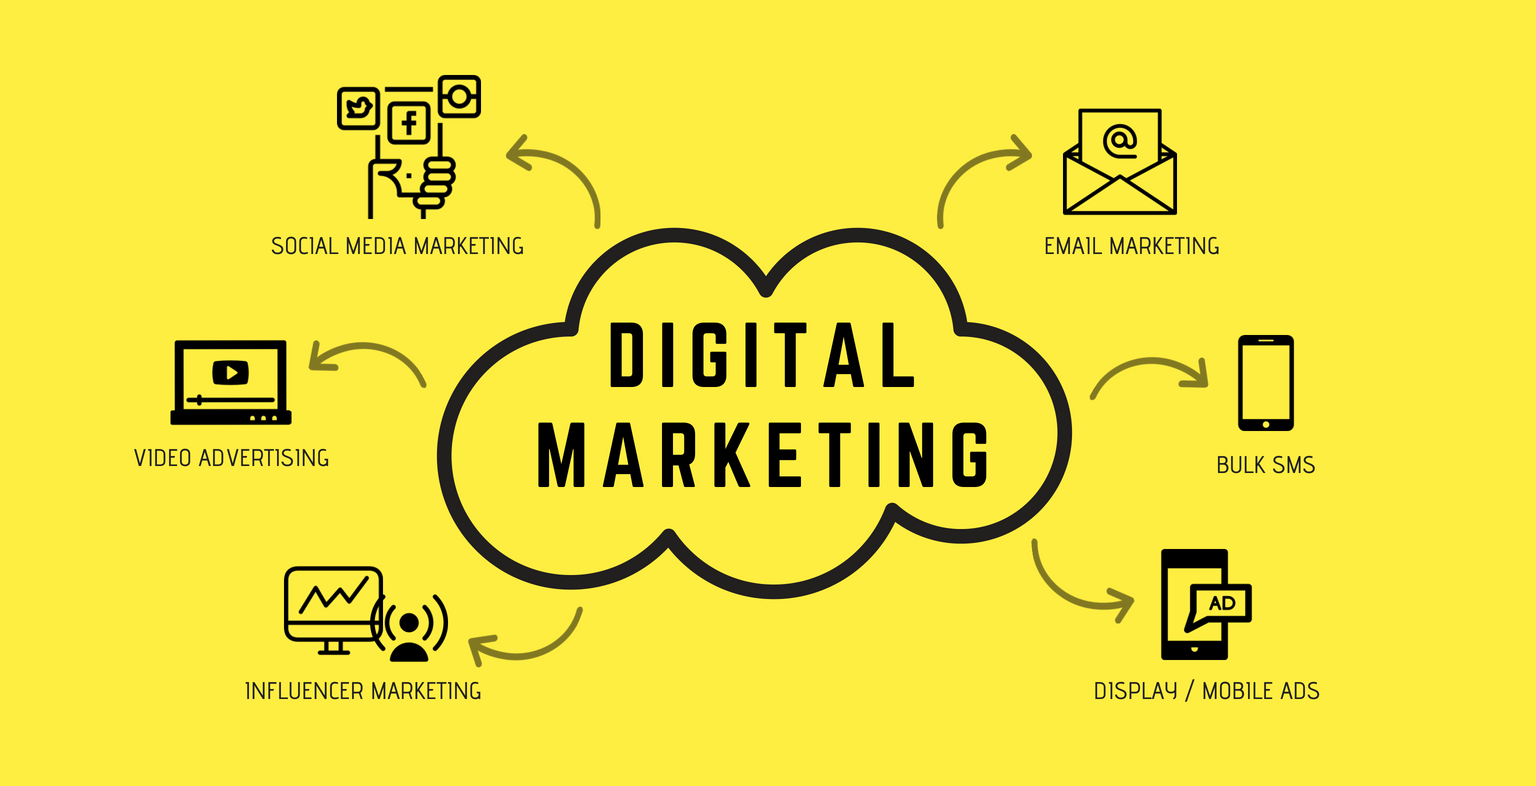 SOCIAL MEDIA MARKETING
EMAIL MARKETING
DIGITAL
MARKETING
VIDEO ADVERTISING
BULK SMS
AD
INFLUENCER MARKETING
DISPLAY / MOBILE ADS